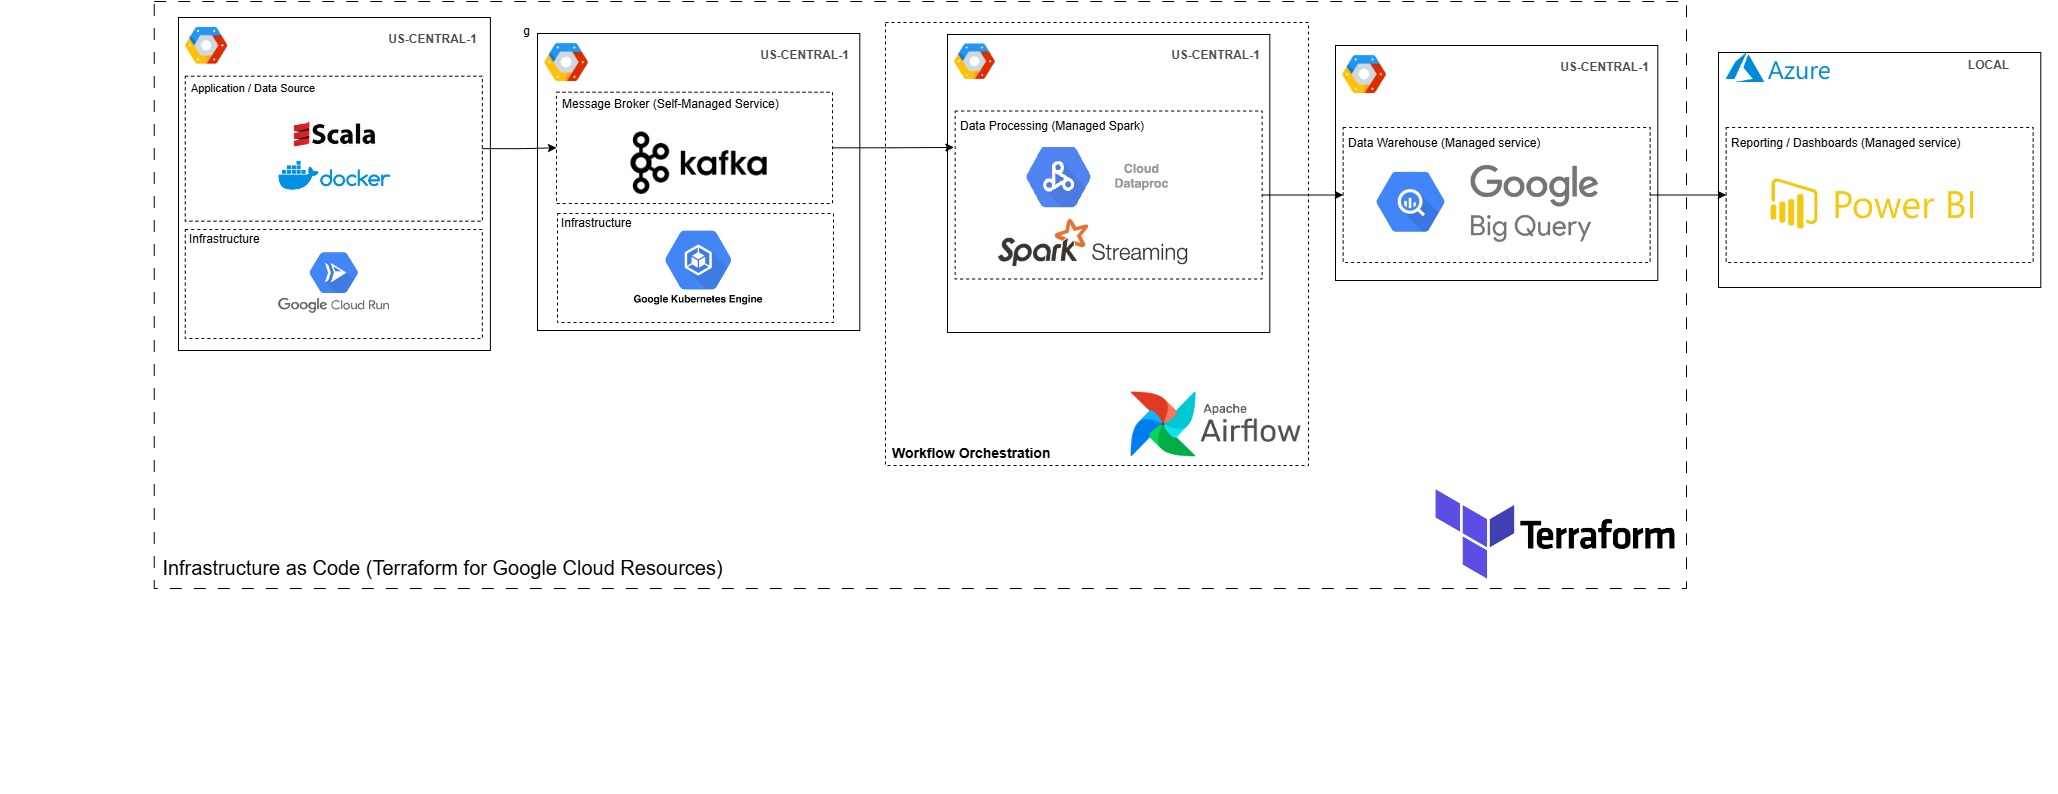 US-CENTRAL-1
Application / Data Source
Scala
docker
Infrastructure
Google Cloud Run
g
US-CENTRAL-1
Message Broker (Self-Managed Service)
kafka
Infrastructure
Google Kubernetes Engine
US-CENTRAL-1
Data Processing (Managed Spark)
Cloud
Dataproc
Spark Streaming
Apache
Airflow
Workflow Orchestration
US-CENTRAL-1
Data Warehouse (Managed service)
Google
Big Query
Azure
LOCAL
Reporting / Dashboards (Managed service)
Power BI
Terraform
Infrastructure as Code (Terraform for Google Cloud Resources)